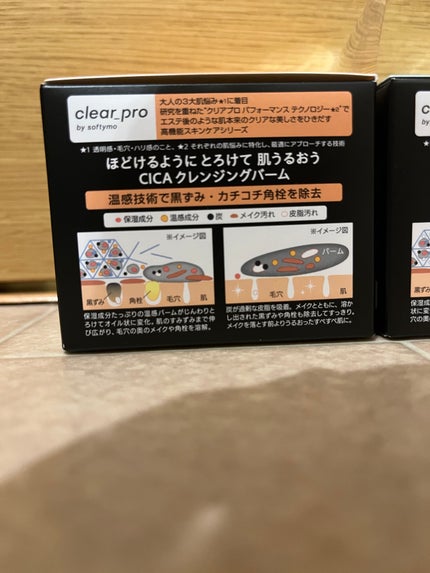 clear_pro
by softymo
大人の3大肌悩み★1に着目
研究を重ねた"クリアプロ パフォーマンス テクノロジー★2"で
エステ後のような肌本来のクリアな美しさをひきだす
高機能スキンケアシリーズ
★1 透明感・毛穴・ハリ感のこと、★2 それぞれの肌悩みに特化し、最適にアプローチする技術
ほどけるように とろけて 肌うるおう
CICA クレンジングバーム
温感技術で黒ずみ・カチコチ角栓を除去
保湿成分 温感成分 炭 メイク汚れ 皮脂汚れ
※イメージ図
黒ずみ 角栓 毛穴 肌
保湿成分たっぷりの温感バームがじんわりと
ろけてオイル状に変化。肌のすみずみまで伸
び広がり、毛穴の奥のメイクや角栓を溶解。
※イメージ図
バーム
毛穴 肌
炭が過剰な皮脂を吸着。メイクとともに、溶か
し出された黒ずみや角栓も除去してすっきり。
メイクを落とす前よりうるおったすべすべ肌に。